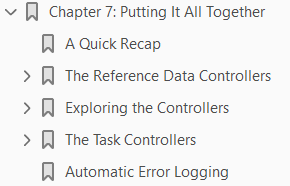 Chapter 7: Putting It All Together
A Quick Recap
The Reference Data Controllers
Exploring the Controllers
The Task Controllers
Automatic Error Logging